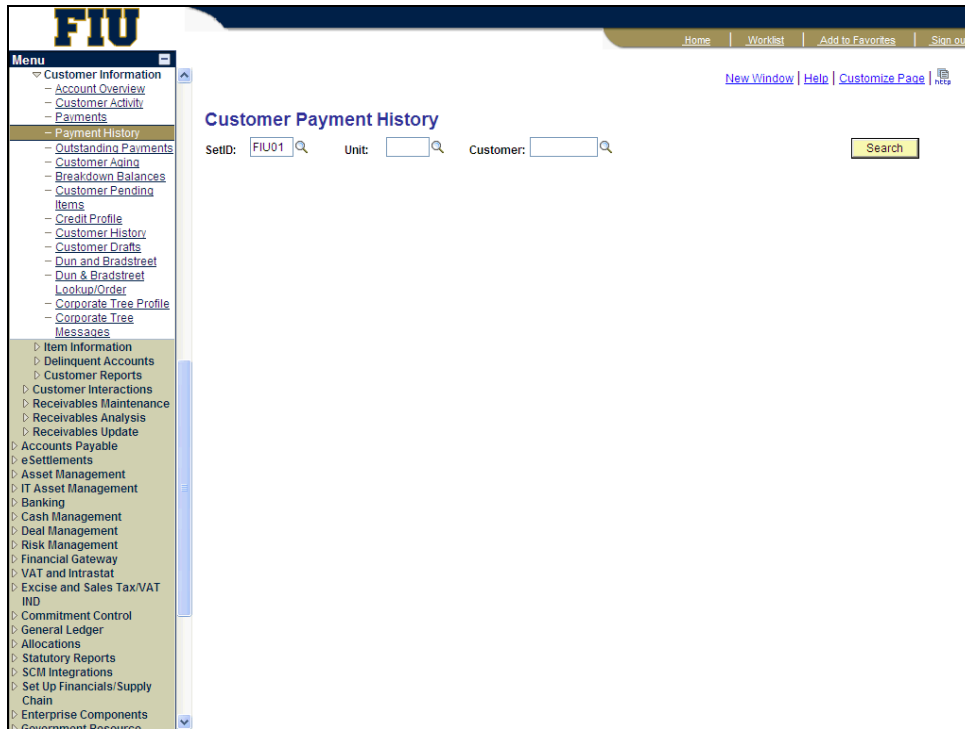 FIU
Home | Worklist | Add to Favorites | Sign ou
Menu
Customer Information
Account Overview
Customer Activity
Payments
Payment History
Outstanding Payments
Customer Aging
Breakdown Balances
Customer Pending
Items
Credit Profile
Customer History
Customer Drafts
Dun and Bradstreet
Dun & Bradstreet
Lookup/Order
Corporate Tree Profile
Corporate Tree
Messages
Item Information
Delinquent Accounts
Customer Reports
Customer Interactions
Receivables Maintenance
Receivables Analysis
Receivables Update
Accounts Payable
eSettlements
Asset Management
IT Asset Management
Banking
Cash Management
Deal Management
Risk Management
Financial Gateway
VAT and Intrastat
Excise and Sales Tax/VAT
IND
Commitment Control
General Ledger
Allocations
Statutory Reports
SCM Integrations
Set Up Financials/Supply
Chain
Enterprise Components
Government Resource
New Window | Help | Customize Page | http
Customer Payment History
SetID: FIU01 Unit: Customer: Search